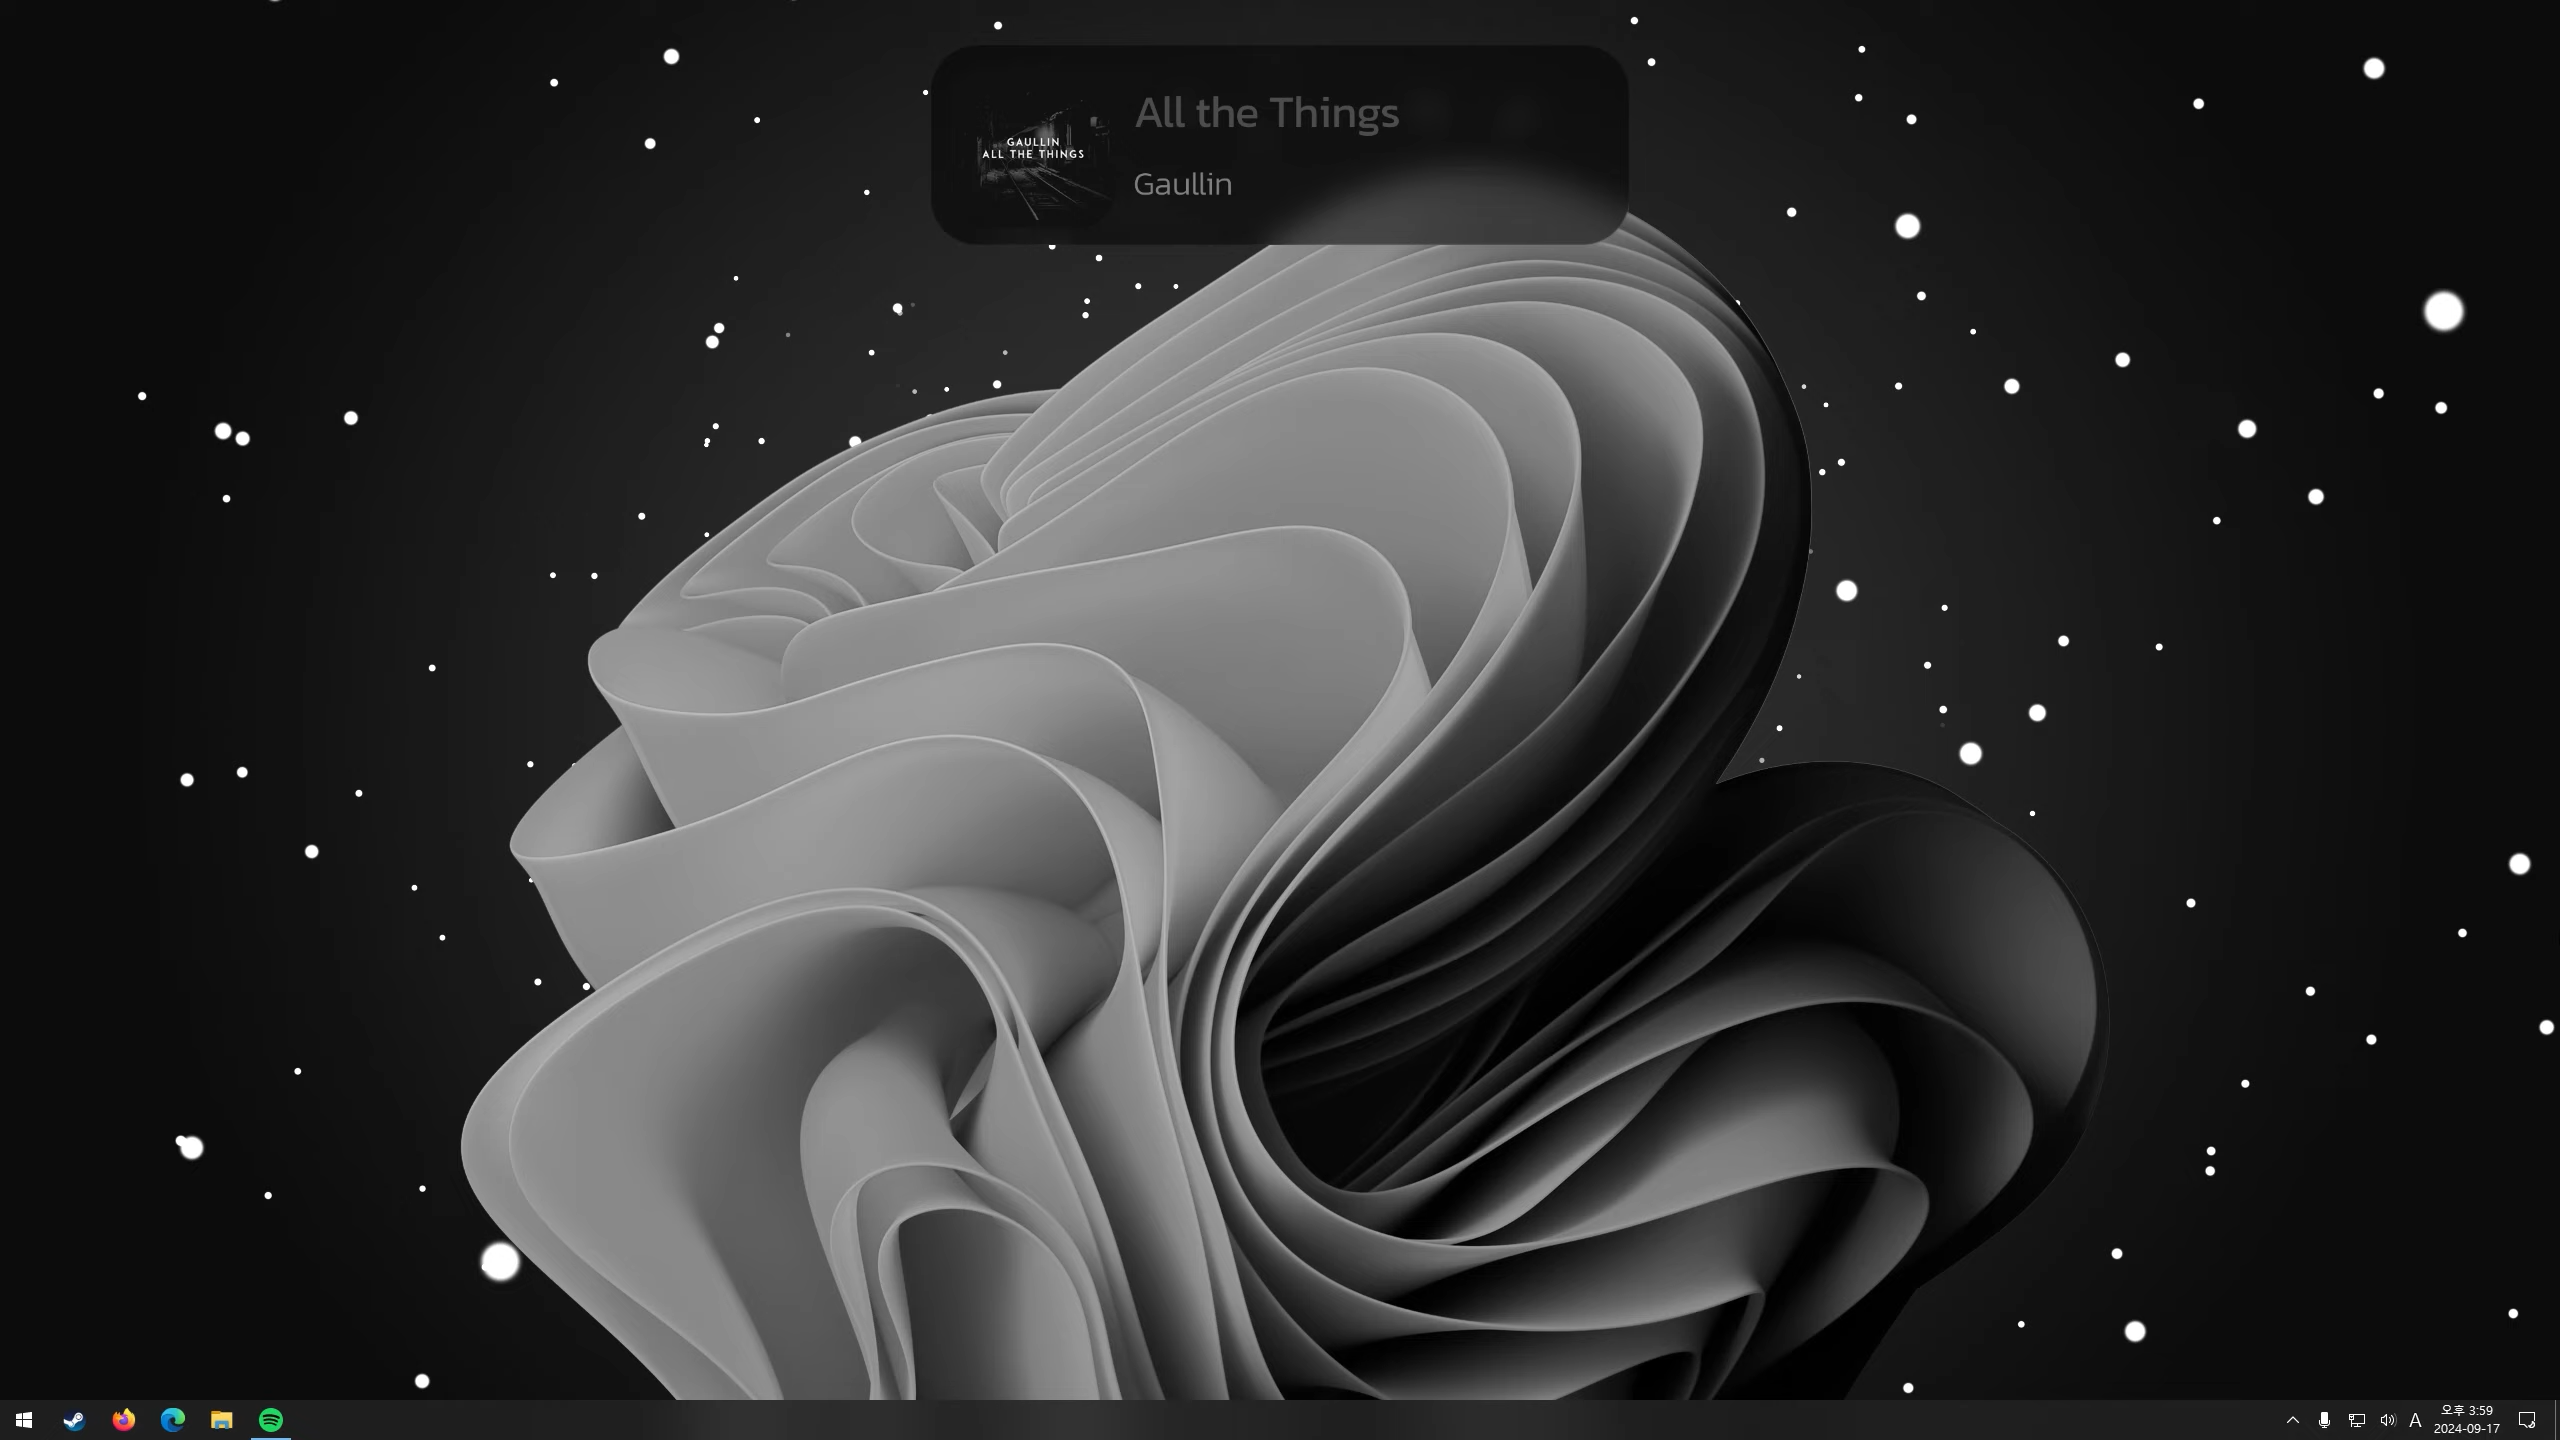 All the Things
GAULLIN
ALL THE THINGS
Gaullin
A
오후 3:59
2024-09-17